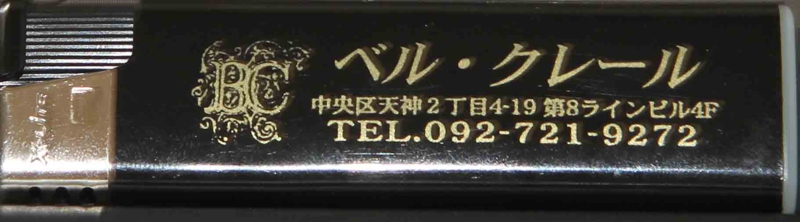 BC
ベル・クレール
中央区天神2丁目4-19 第8ラインビル4F
TEL.092-721-9272